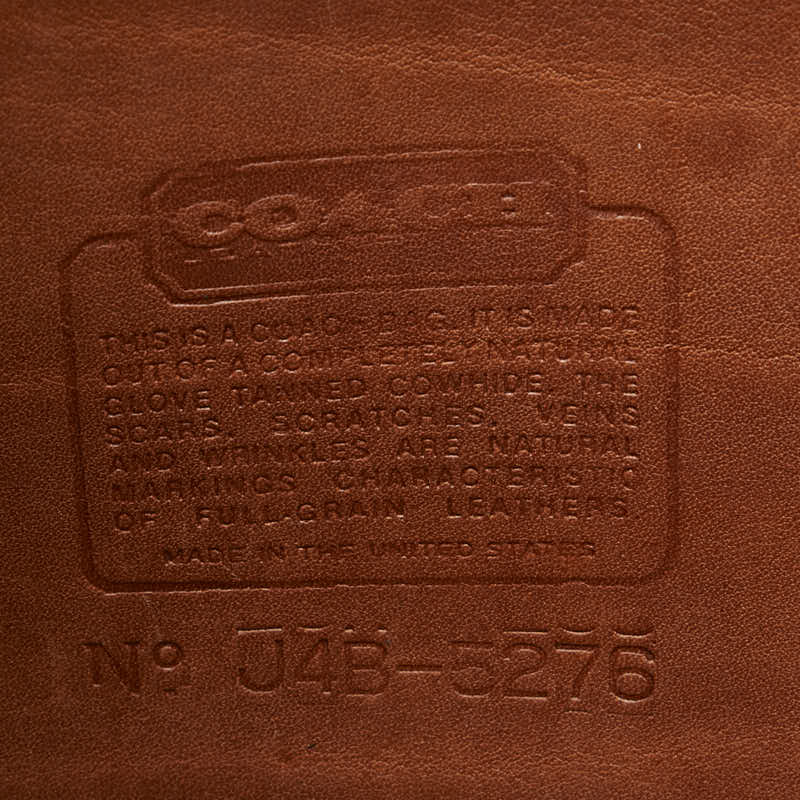 COACH
THIS IS A COACH BAG. IT IS MADE
OUT OF A COMPLETELY NATURAL
GLOVE TANNED COWHIDE. THE
SCARS, SCRATCHES, VEINS
AND WRINKLES ARE NATURAL
MARKINGS CHARACTERISTIC
OF FULL-GRAIN LEATHERS.
MADE IN THE UNITED STATES
No J4B-5276